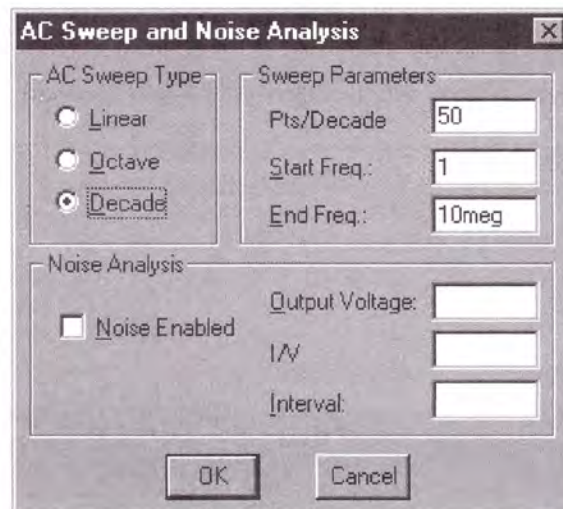 AC Sweep and Noise Analysis
AC Sweep Type
Linear
Octave
Decade
Sweep Parameters
Pts/Decade 50
Start Freq.: 1
End Freq.: 10meg
Noise Analysis
Noise Enabled
Output Voltage:
I/V
Interval:
OK Cancel